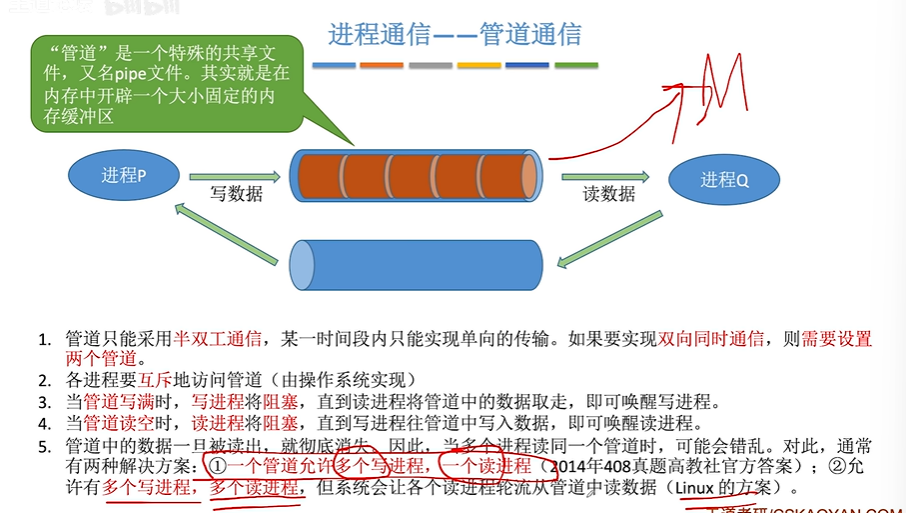 进程通信——管道通信
“管道”是一个特殊的共享文
件，又名pipe文件。其实就是在
内存中开辟一个大小固定的内
存缓冲区
进程P
写数据
读数据
进程Q
1. 管道只能采用半双工通信，某一时间段内只能实现单向的传输。如果要实现双向同时通信，则需要设置
两个管道。
2. 各进程要互斥地访问管道（由操作系统实现）
3. 当管道写满时，写进程将阻塞，直到读进程将管道中的数据取走，即可唤醒写进程。
4. 当管道读空时，读进程将阻塞，直到写进程往管道中写入数据，即可唤醒读进程。
5. 管道中的数据一旦被读出，就彻底消失。因此，当多个进程读同一个管道时，可能会错乱。对此，通常
有两种解决方案：①一个管道允许多个写进程，一个读进程（2014年408真题高教社官方答案）；②允
许有多个写进程，多个读进程，但系统会让各个读进程轮流从管道中读数据（Linux 的方案）。
王道考研/CSKAOYAN.COM